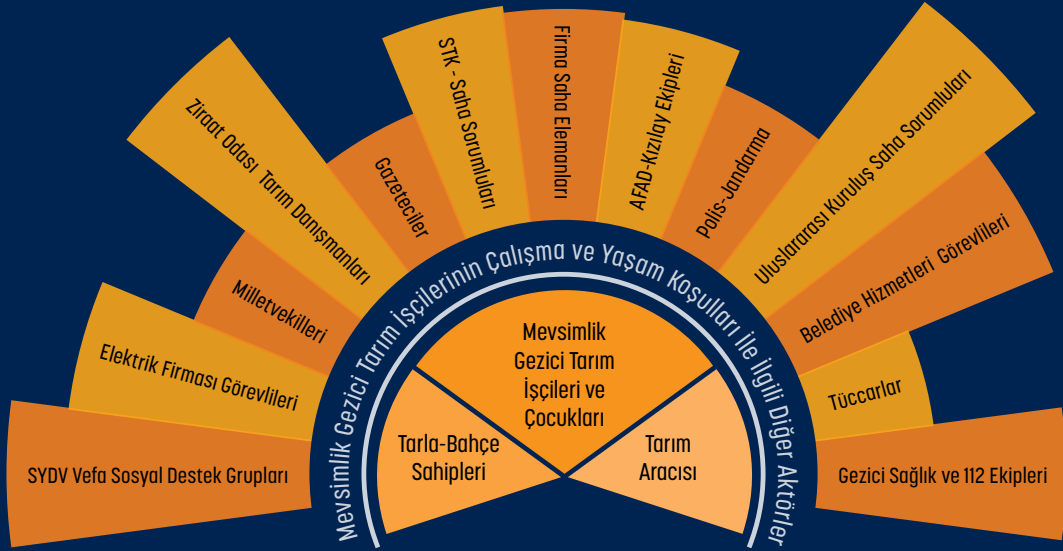 SYDV Vefa Sosyal Destek Grupları
Elektrik Firması Görevlileri
Milletvekilleri
Ziraat Odası Tarım Danışmanları
Gazeteciler
STK - Saha Sorumluları
Firma Saha Elemanları
AFAD-Kızılay Ekipleri
Polis-Jandarma
Uluslararası Kuruluş Saha Sorumluları
Belediye Hizmetleri Görevlileri
Tüccarlar
Gezici Sağlık ve 112 Ekipleri
Mevsimlik Gezici Tarım İşçilerinin Çalışma ve Yaşam Koşulları ile ilgili Diğer Aktörler
Tarla-Bahçe
Sahipleri
Mevsimlik
Gezici Tarım
İşçileri ve
Çocukları
Tarım
Aracısı